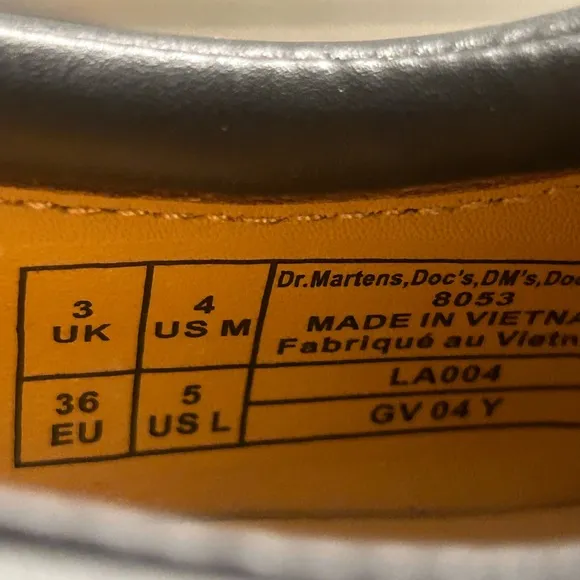 3
UK
4
US M
36
EU
5
US L
Dr.Martens,Doc's,DM's,
8053
MADE IN
Fabriqué au
LA004
GV 04 Y